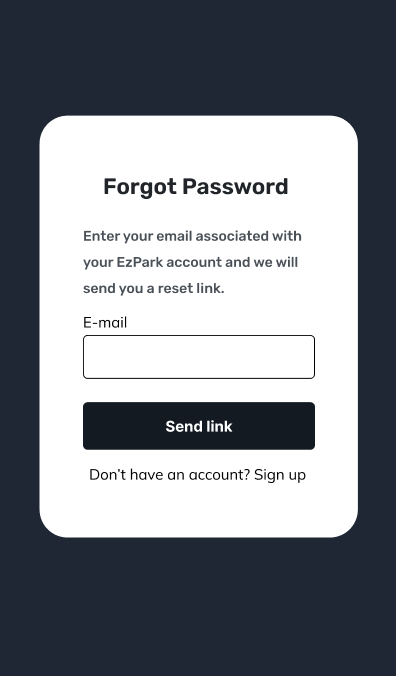 Forgot Password
Enter your email associated with
your EzPark account and we will
send you a reset link.
E-mail
Send link
Don't have an account? Sign up